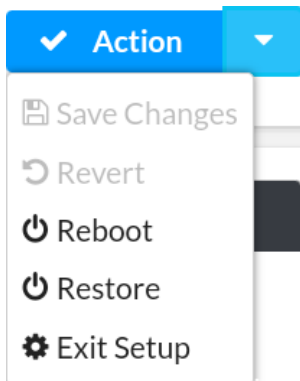 Action
Save Changes
Revert
Reboot
Restore
Exit Setup